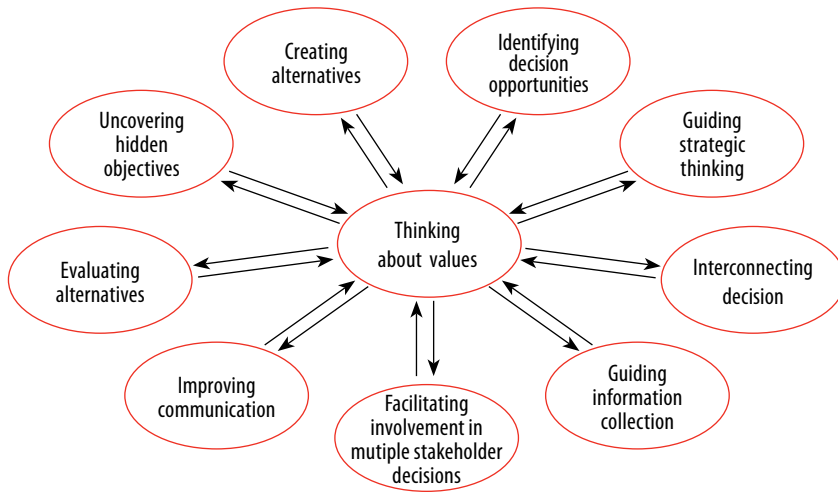 Creating
alternatives
Identifying
decision
opportunities
Uncovering
hidden
objectives
Guiding
strategic
thinking
Thinking
about values
Evaluating
alternatives
Interconnecting
decision
Improving
communication
Facilitating
involvement in
mutiple stakeholder
decisions
Guiding
information
collection